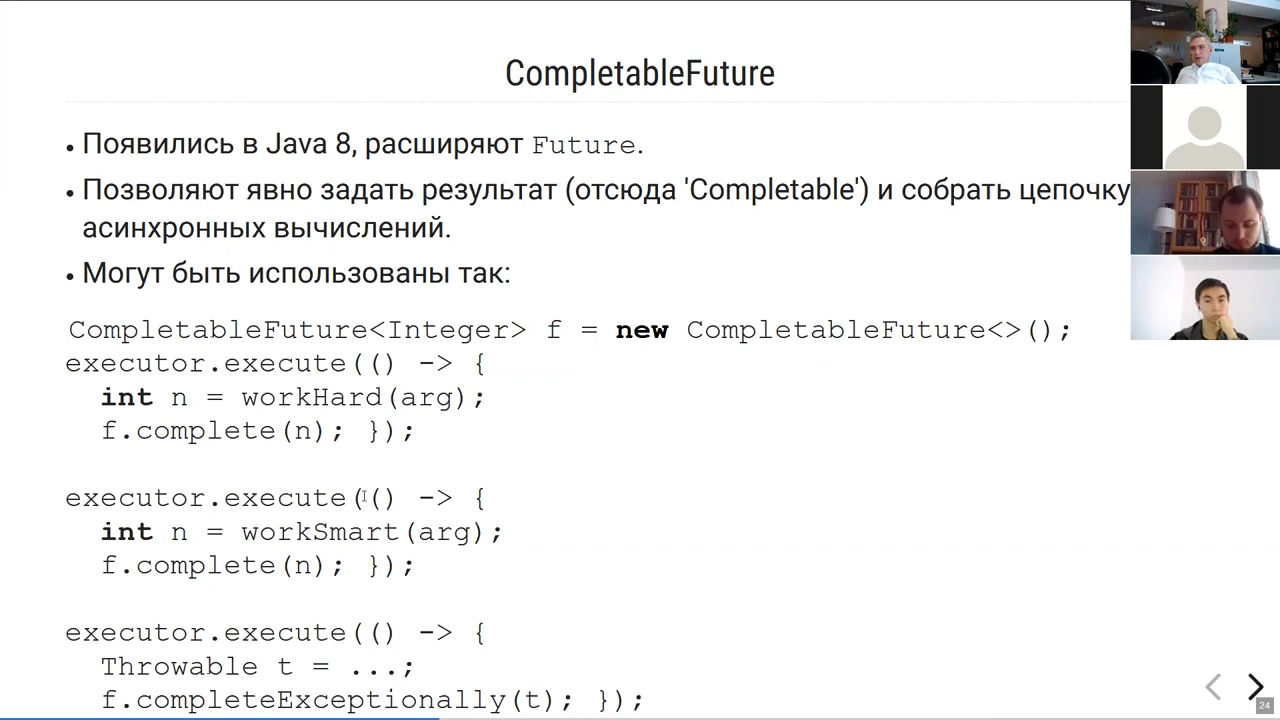 CompletableFuture
• Появились в Java 8, расширяют Future.
• Позволяют явно задать результат (отсюда 'Completable') и собрать цепочку
асинхронных вычислений.
• Могут быть использованы так:
CompletableFuture<Integer> f = new CompletableFuture<>();
executor.execute(() -> {
int n = workHard(arg);
f.complete(n); });
executor.execute(() -> {
int n = workSmart(arg);
f.complete(n); });
executor.execute(() -> {
Throwable t = ...;
f.completeExceptionally(t); });
24